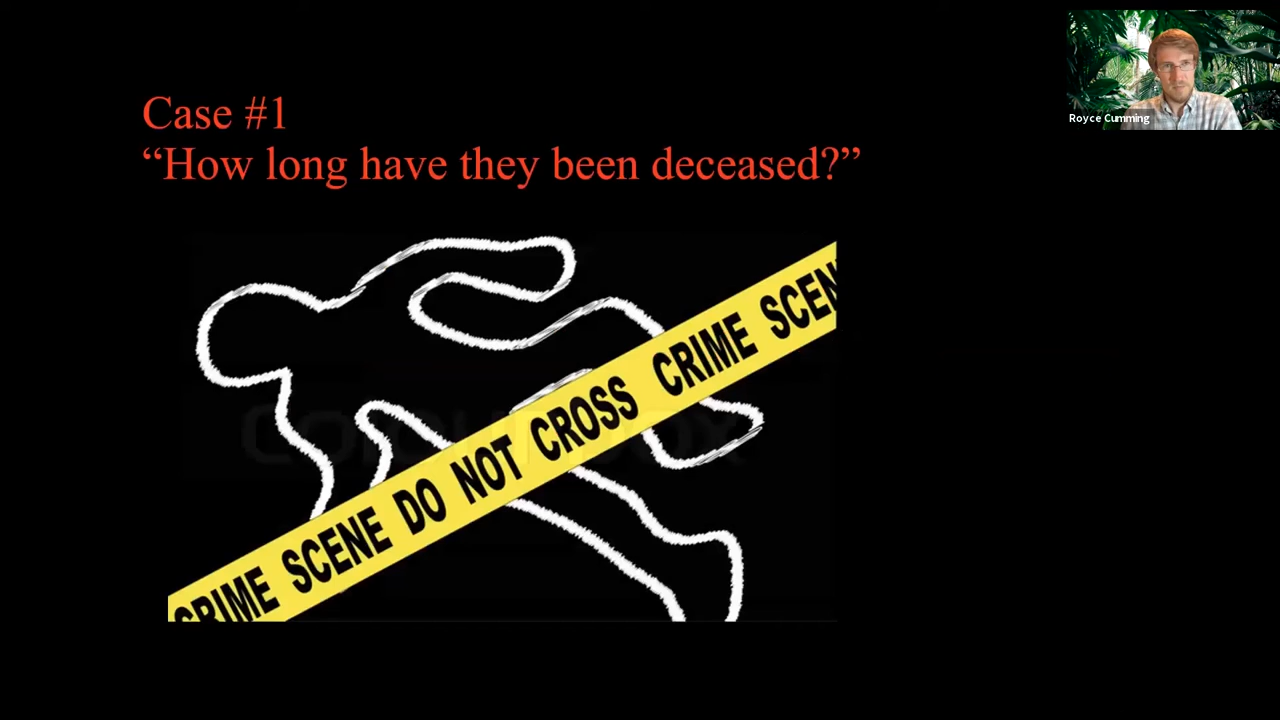 Case #1
“How long have they been deceased?”
Royce Cumming
CRIME SCENE DO NOT CROSS CRIME SCEN